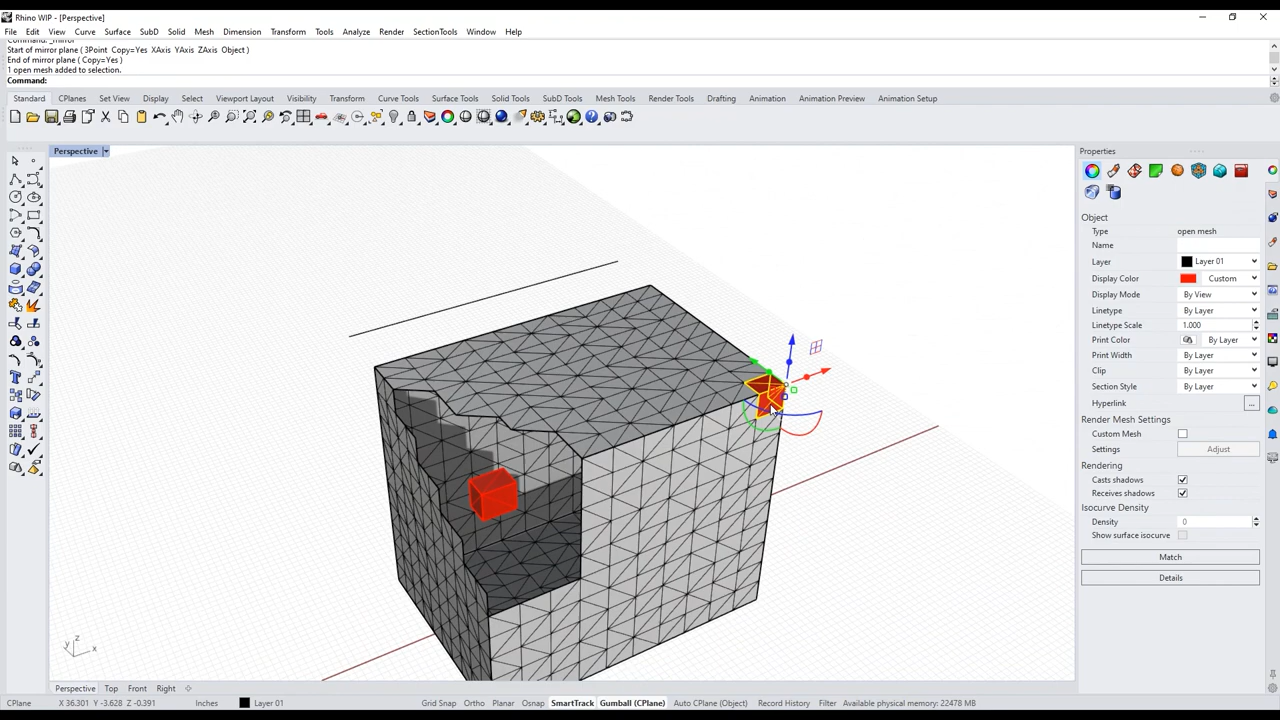 Rhino WIP - [Perspective]
File Edit View Curve Surface SubD Solid Mesh Dimension Transform Tools Analyze Render SectionTools Window Help
Start of mirror plane ( 3Point Copy=Yes XAxis YAxis ZAxis Object )
End of mirror plane ( Copy=Yes )
1 open mesh added to selection.
Command:
Standard CPlanes Set View Display Select Viewport Layout Visibility Transform Curve Tools Surface Tools Solid Tools SubD Tools Mesh Tools Render Tools Drafting Animation Animation Preview Animation Setup
Perspective
Properties
Object
Type open mesh
Name
Layer Layer 01
Display Color Custom
Display Mode By View
Linetype By Layer
Linetype Scale 1.000
Print Color By Layer
Print Width By Layer
Clip By Layer
Section Style By Layer
Hyperlink ...
Render Mesh Settings
Custom Mesh
Settings Adjust
Rendering
Casts shadows
Receives shadows
Isocurve Density
Density 0
Show surface isocurve
Match
Details
z
y
x
Perspective Top Front Right
CPlane X 36.301 Y -3.628 Z -0.391 Inches Layer 01 Grid Snap Ortho Planar Osnap SmartTrack Gumball (CPlane) Auto CPlane (Object) Record History Filter Available physical memory: 22478 MB